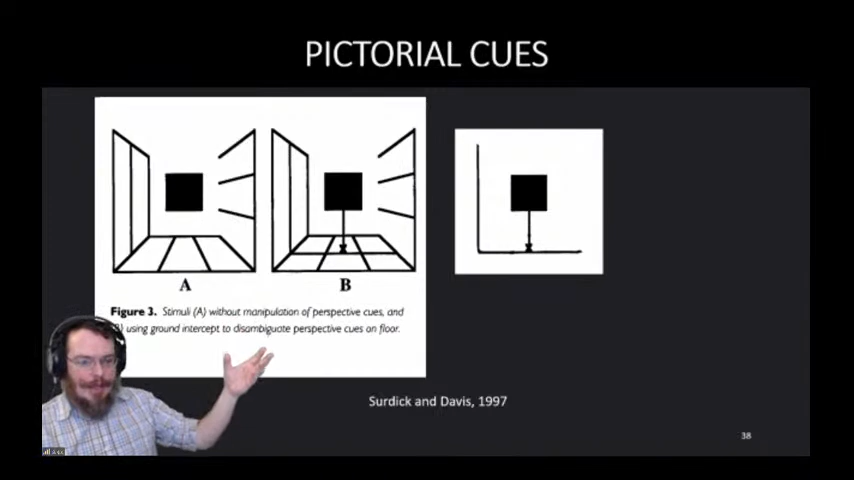 PICTORIAL CUES
A
B
Figure 3. Stimuli (A) without manipulation of perspective cues, and
using ground intercept to disambiguate perspective cues on floor.
Surdick and Davis, 1997
38